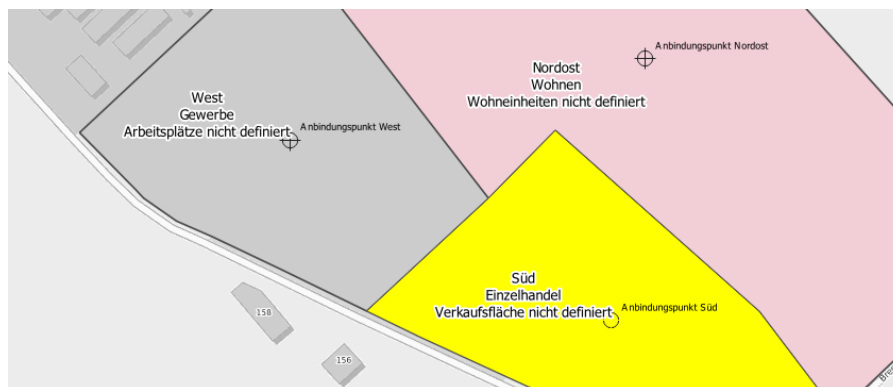 Anbindungspunkt Nordost
Nordost
Wohnen
Wohneinheiten nicht definiert
West
Gewerbe
Arbeitsplätze nicht definiert
Anbindungspunkt West
Süd
Einzelhandel
Verkaufsfläche nicht definiert
Anbindungspunkt Süd
158
156